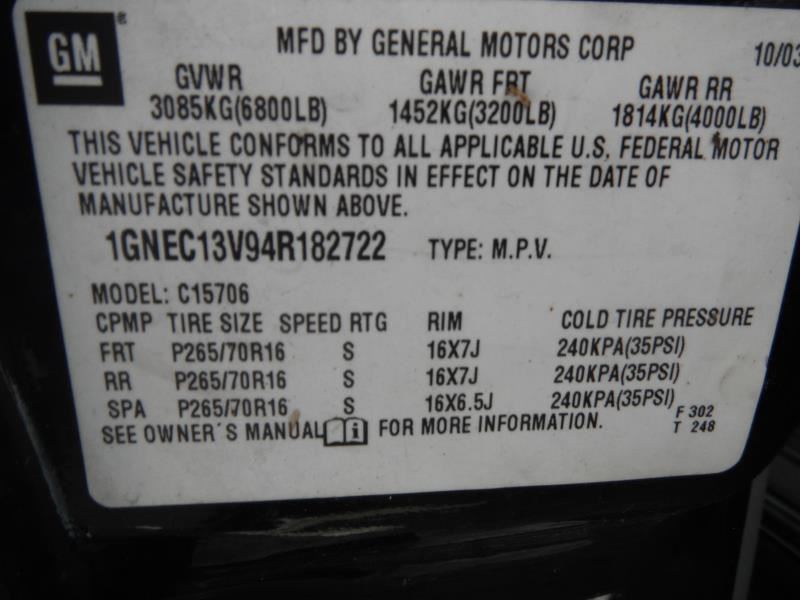 GM ®
MFD BY GENERAL MOTORS CORP 10/03
GVWR GAWR FRT GAWR RR
3085KG(6800LB) 1452KG(3200LB) 1814KG(4000LB)
THIS VEHICLE CONFORMS TO ALL APPLICABLE U.S. FEDERAL MOTOR
VEHICLE SAFETY STANDARDS IN EFFECT ON THE DATE OF
MANUFACTURE SHOWN ABOVE.
1GNEC13V94R182722 TYPE: M.P.V.
MODEL: C15706
CPMP TIRE SIZE SPEED RTG RIM COLD TIRE PRESSURE
FRT P265/70R16 S 16X7J 240KPA(35PSI)
RR P265/70R16 S 16X7J 240KPA(35PSI)
SPA P265/70R16 S 16X6.5J 240KPA(35PSI)
SEE OWNER'S MANUAL i FOR MORE INFORMATION.
F 302
T 248